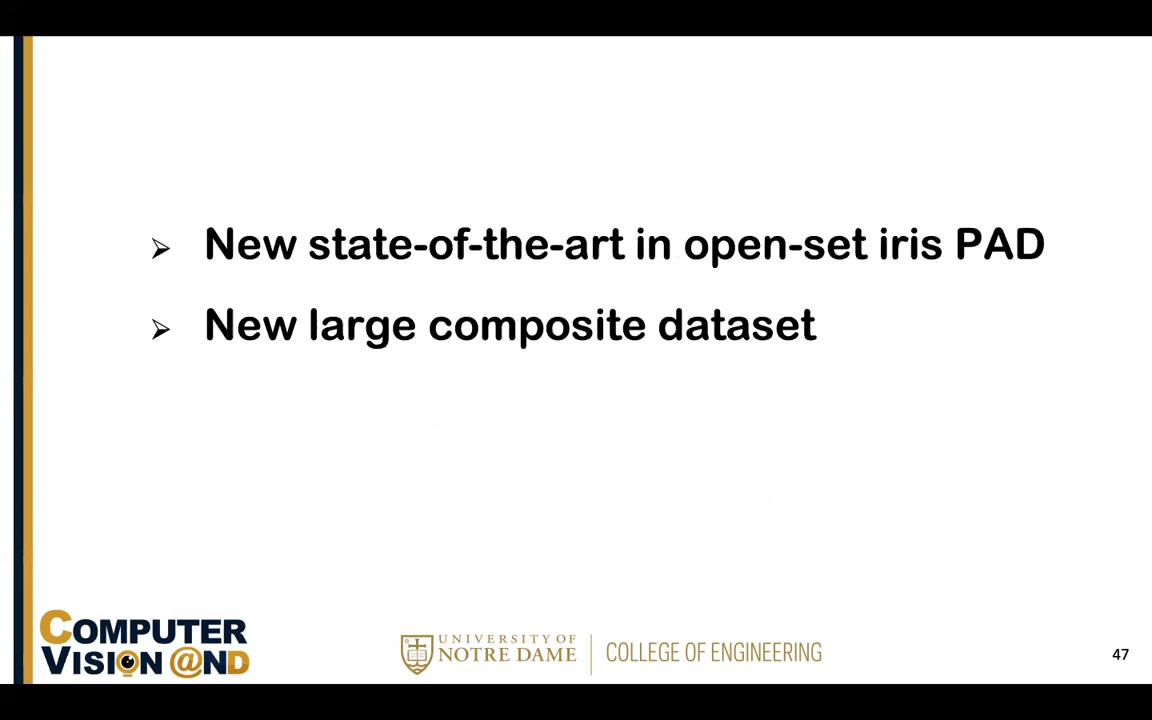 ➢ New state-of-the-art in open-set iris PAD
➢ New large composite dataset
COMPUTER
VISION @ND
UNIVERSITY OF
NOTRE DAME
COLLEGE OF ENGINEERING
47